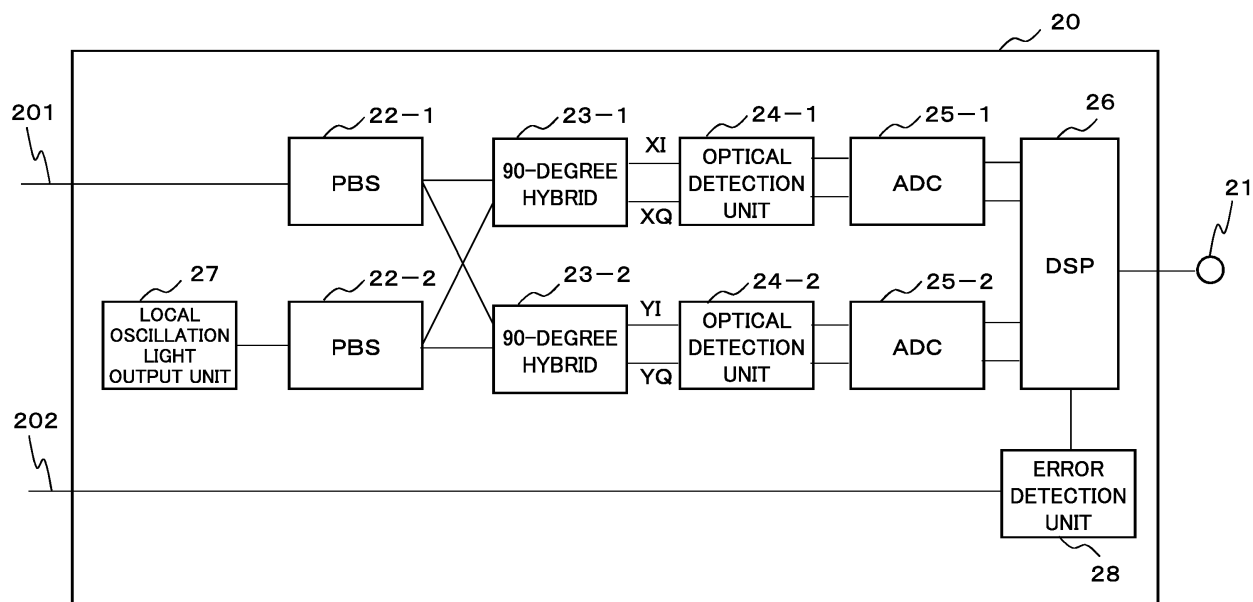 20
201
22-1
23-1
24-1
25-1
26
PBS
90-DEGREE
HYBRID
XI
XQ
OPTICAL
DETECTION
UNIT
ADC
DSP
21
27
22-2
23-2
24-2
25-2
LOCAL
OSCILLATION
LIGHT
OUTPUT UNIT
PBS
90-DEGREE
HYBRID
YI
YQ
OPTICAL
DETECTION
UNIT
ADC
202
ERROR
DETECTION
UNIT
28